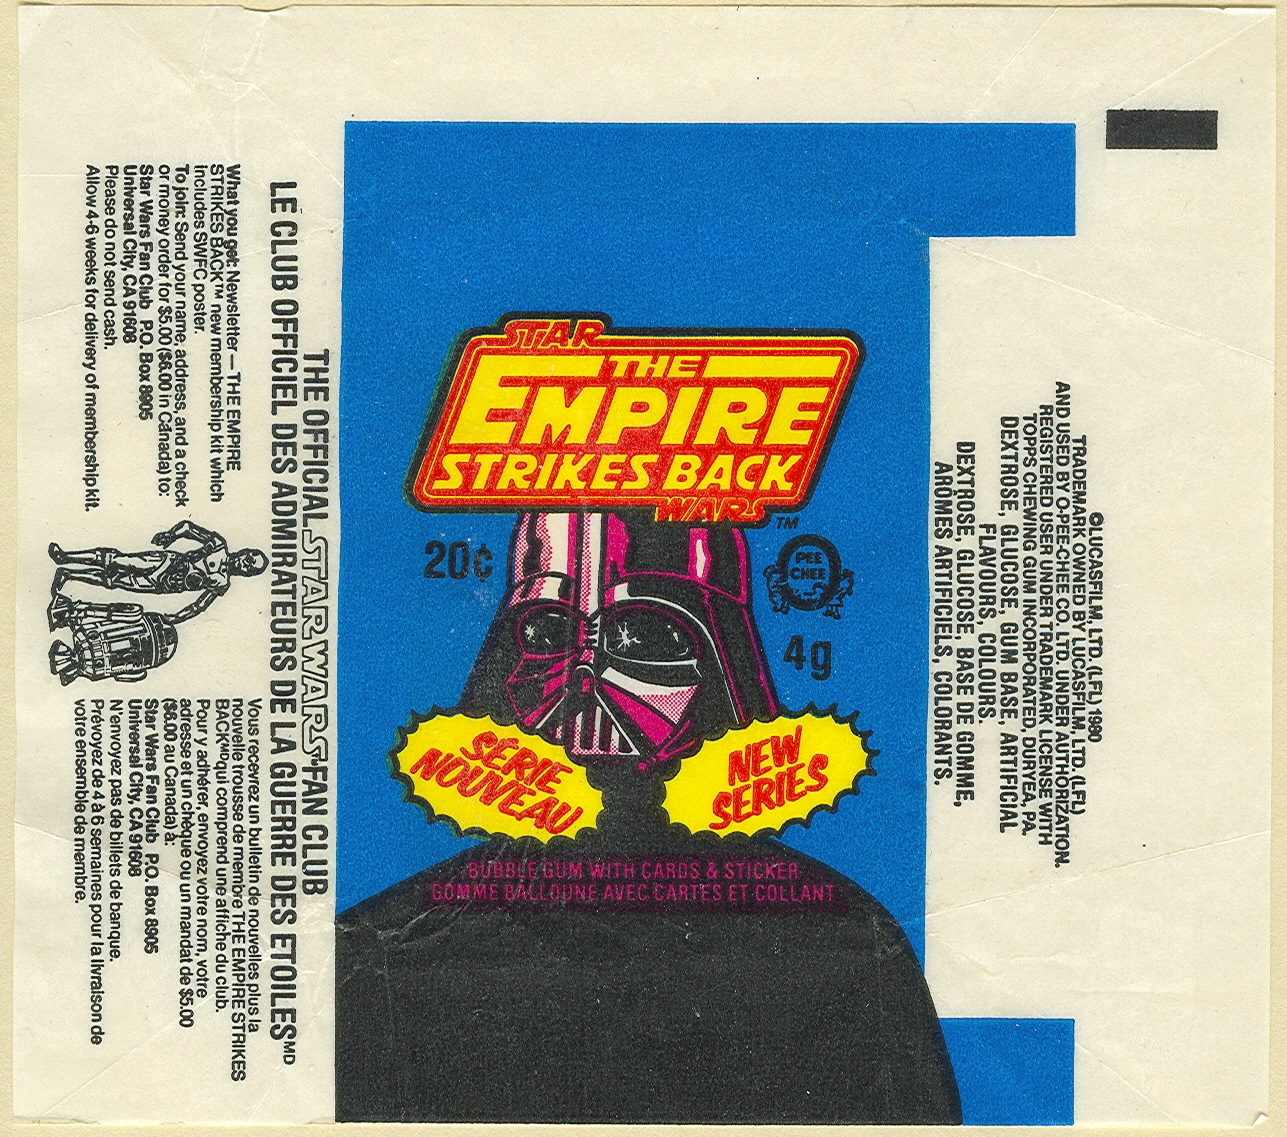 THE OFFICIAL STAR WARS FAN CLUB
LE CLUB OFFICIEL DES ADMIRATEURS DE LA GUERRE DES ETOILESMD
What you get: Newsletter — THE EMPIRE
STRIKES BACK™ new membership kit which
includes SWFC poster.
To join: Send your name, address, and a check
or money order for $5.00 ($6.00 in Canada) to:
Star Wars Fan Club P.O. Box 8905
Universal City, CA 91608
Please do not send cash.
Allow 4-6 weeks for delivery of membership kit.
Vous recevrez un bulletin de nouvelles plus la
nouvelle trousse de membre THE EMPIRE STRIKES
BACKMD qui comprend une affiche du club.
Pour y adhérer, envoyez votre nom, votre
adresse et un chèque ou un mandat de $5.00
($6.00 au Canada) à:
Star Wars Fan Club P.O. Box 8905
Universal City, CA 91608
N'envoyez pas de billets de banque.
Prévoyez de 4 à 6 semaines pour la livraison de
votre ensemble de membre.
STAR
THE
EMPIRE
STRIKES BACK
WARS TM
20¢
PEE
CHEE
4g
SÉRIE
NOUVEAU
NEW
SERIES
BUBBLE GUM WITH CARDS & STICKER
GOMME BALLOUNE AVEC CARTES ET COLLANT
©LUCASFILM, LTD. (LFL) 1980
TRADEMARK OWNED BY LUCASFILM, LTD. (LFL)
AND USED BY O-PEE-CHEE CO. LTD. UNDER AUTHORIZATION.
REGISTERED USER UNDER TRADEMARK LICENSE WITH
TOPPS CHEWING GUM INCORPORATED, DURYEA, PA.
DEXTROSE, GLUCOSE, GUM BASE, ARTIFICIAL
FLAVOURS, COLOURS.
DEXTROSE, GLUCOSE, BASE DE GOMME,
ARÔMES ARTIFICIELS, COLORANTS.